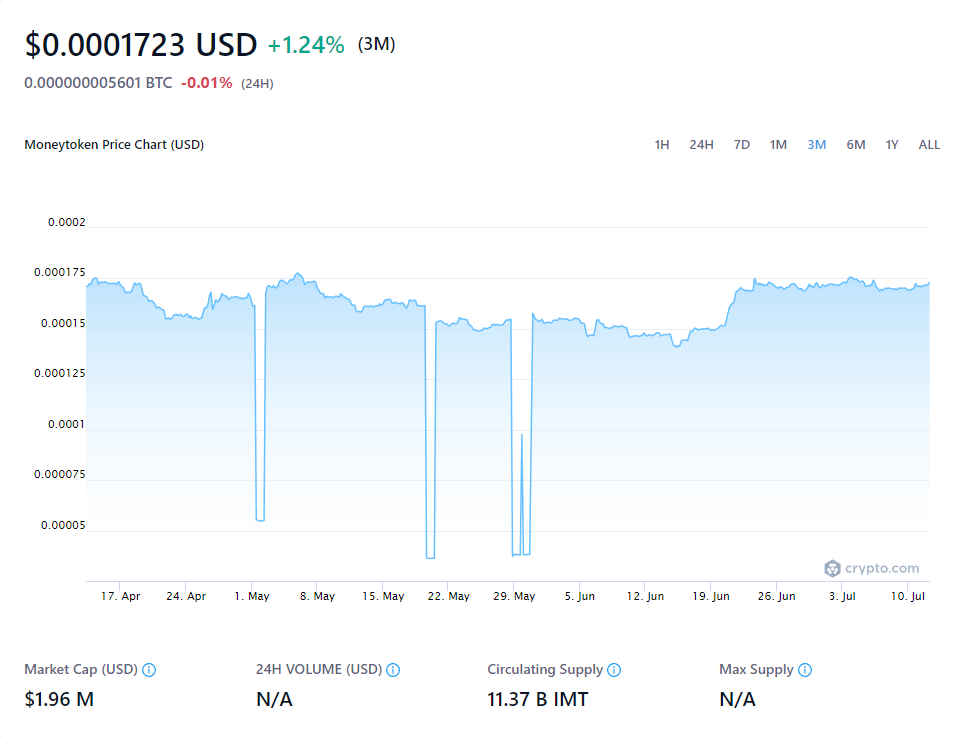 $0.0001723 USD +1.24% (3M)
0.000000005601 BTC -0.01% (24H)
Moneytoken Price Chart (USD) 1H 24H 7D 1M 3M 6M 1Y ALL
0.0002
0.000175
0.00015
0.000125
0.0001
0.000075
0.00005
crypto.com
17. Apr 24. Apr 1. May 8. May 15. May 22. May 29. May 5. Jun 12. Jun 19. Jun 26. Jun 3. Jul 10. Jul
Market Cap (USD) 24H VOLUME (USD) Circulating Supply Max Supply
$1.96 M N/A 11.37 B IMT N/A